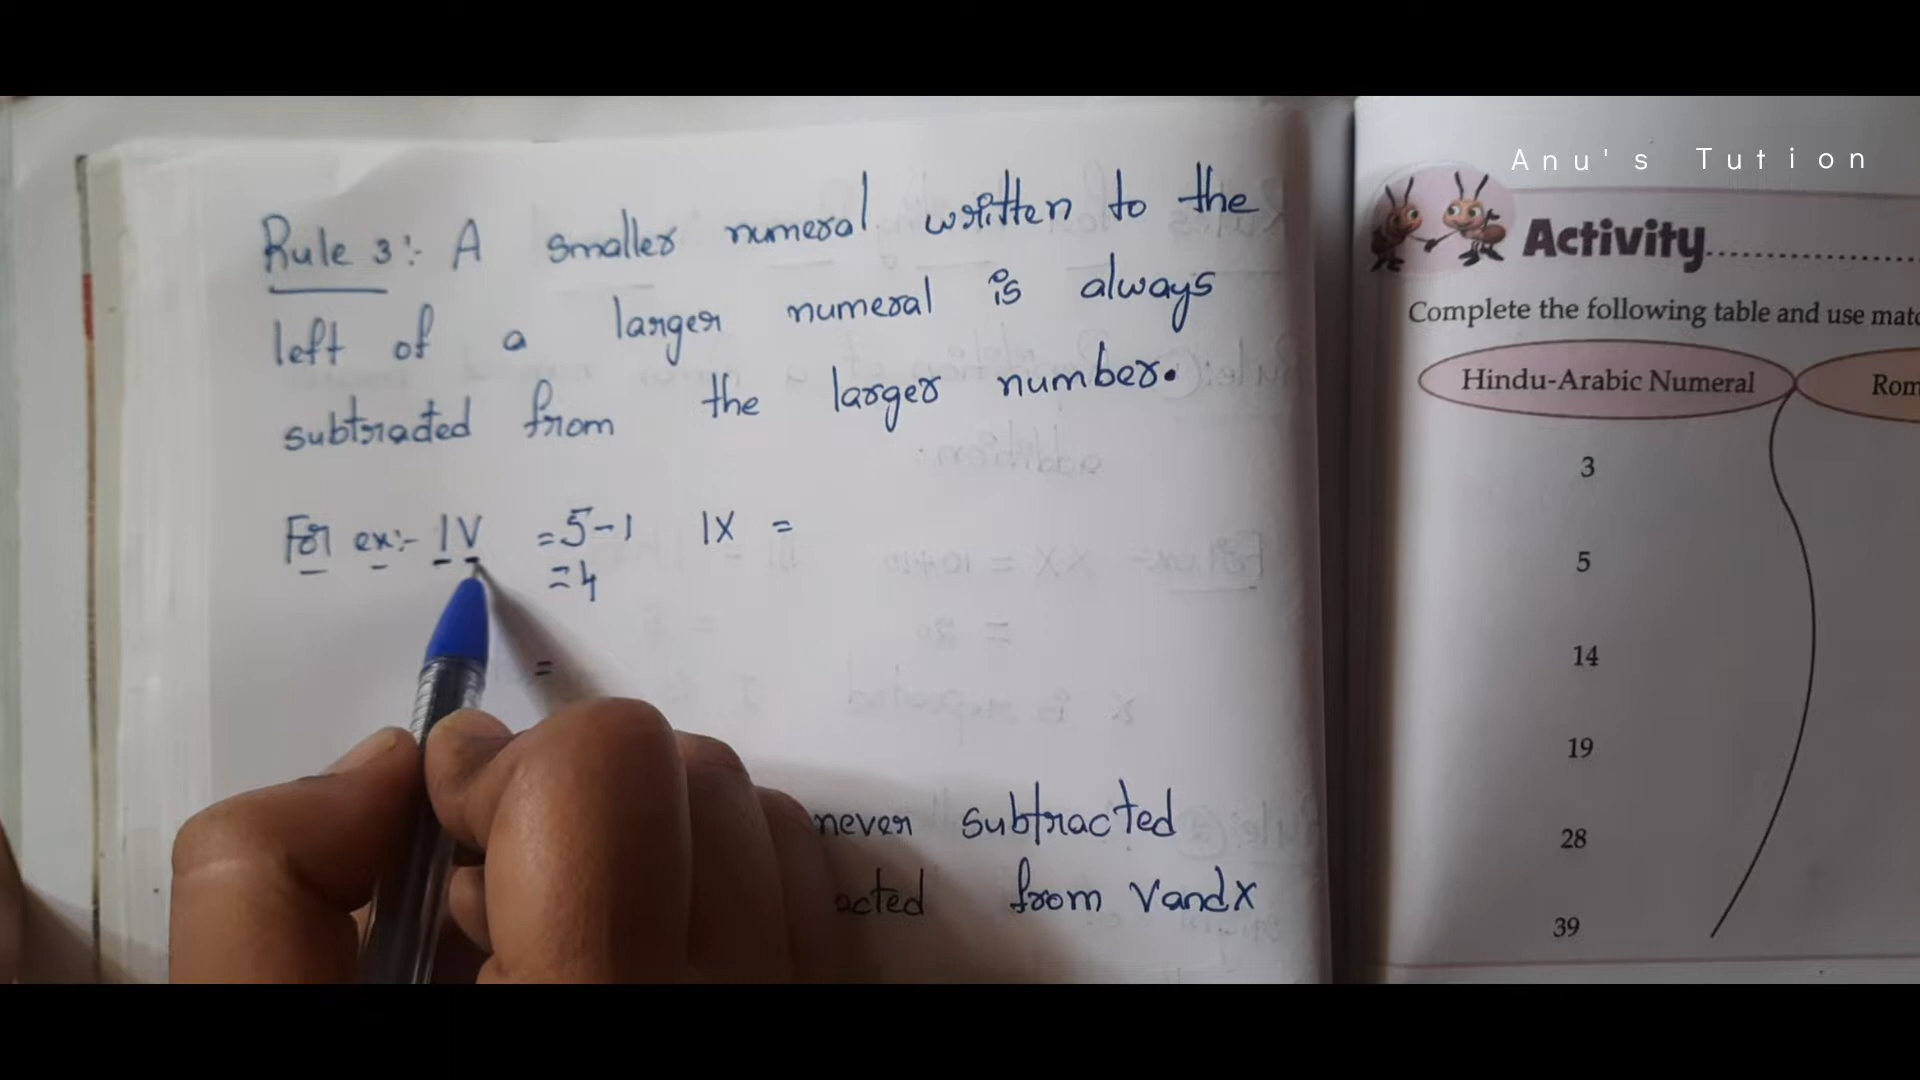 Anu's Tution
Rule 3:- A smaller numeral written to the
left of a larger numeral is always
subtraded from the larger number.
For ex:- IV = 5-1 IX =
= 4
=
never subtracted
acted from V and X
Activity
Complete the following table and use matc
Hindu-Arabic Numeral Rom
3
5
14
19
28
39